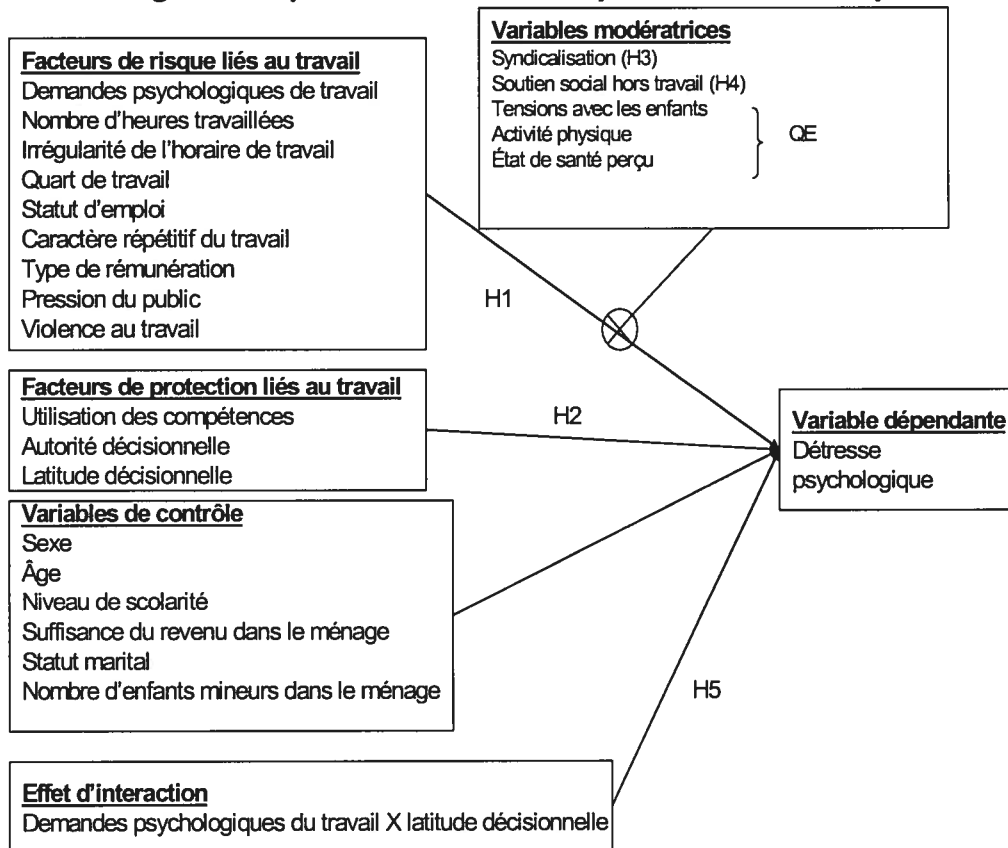 Facteurs de risque liés au travail
Demandes psychologiques de travail
Nombre d'heures travaillées
Irrégularité de l'horaire de travail
Quart de travail
Statut d'emploi
Caractère répétitif du travail
Type de rémunération
Pression du public
Violence au travail
Variables modératrices
Syndicalisation (H3)
Soutien social hors travail (H4)
Tensions avec les enfants
Activité physique
État de santé perçu
QE
H1
Facteurs de protection liés au travail
Utilisation des compétences
Autorité décisionnelle
Latitude décisionnelle
H2
Variable dépendante
Détresse
psychologique
Variables de contrôle
Sexe
Âge
Niveau de scolarité
Suffisance du revenu dans le ménage
Statut marital
Nombre d'enfants mineurs dans le ménage
H5
Effet d'interaction
Demandes psychologiques du travail X latitude décisionnelle